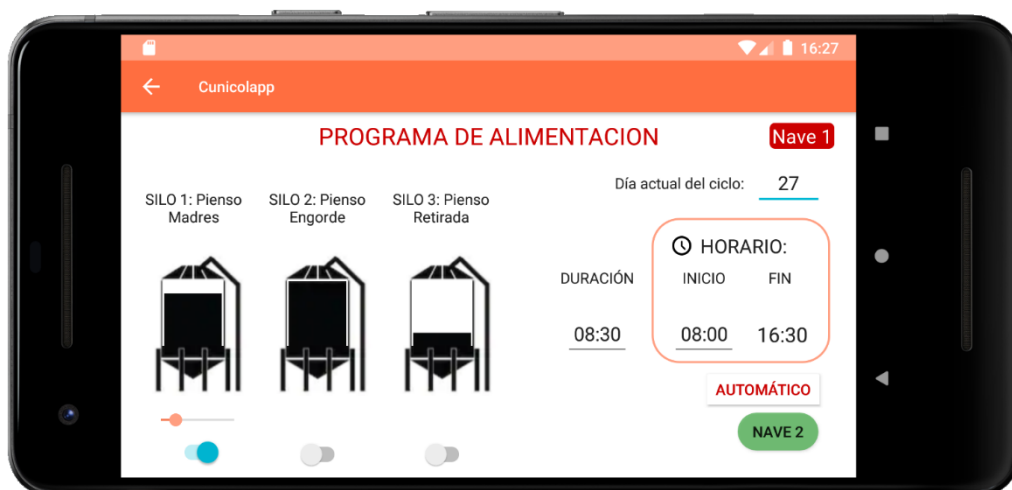 16:27
Cunicolapp
PROGRAMA DE ALIMENTACION
Nave 1
Día actual del ciclo: 27
SILO 1: Pienso
Madres
SILO 2: Pienso
Engorde
SILO 3: Pienso
Retirada
HORARIO:
DURACIÓN INICIO FIN
08:30 08:00 16:30
AUTOMÁTICO
NAVE 2